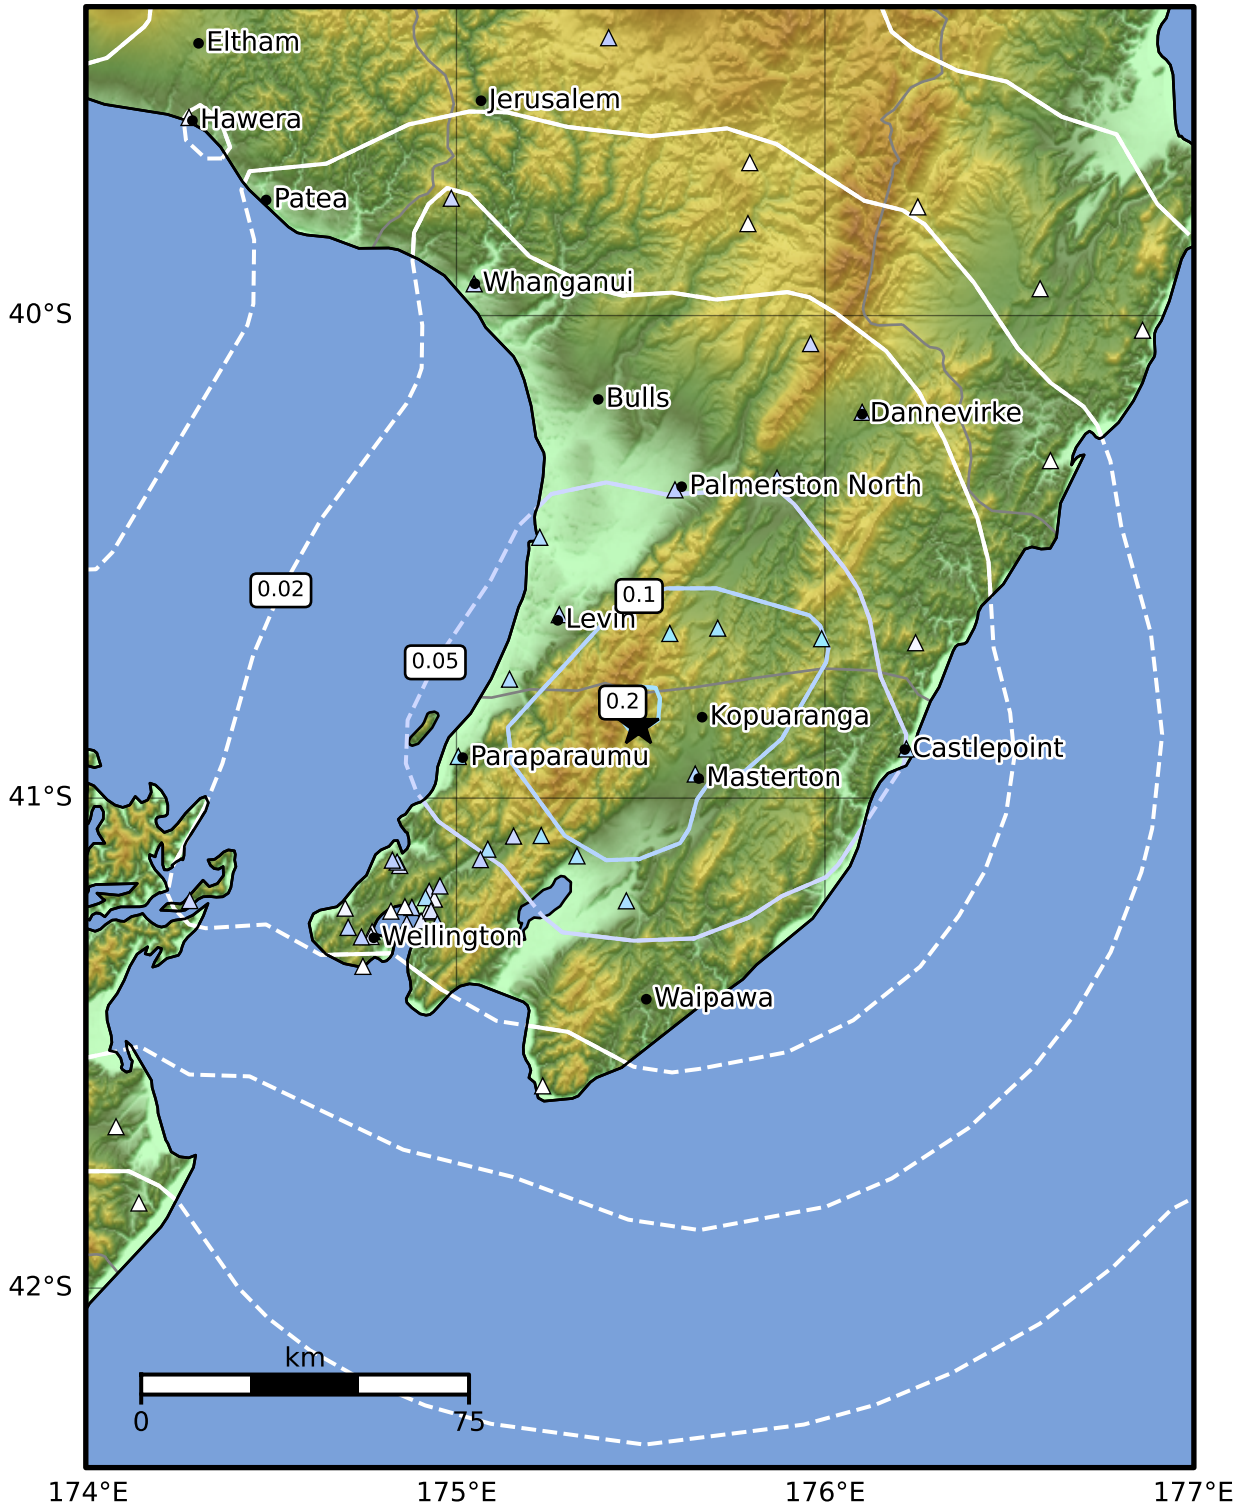 Eltham
Jerusalem
Hawera
Patea
Whanganui
40°S
Bulls
Dannevirke
Palmerston North
0.02
0.1
Levin
0.05
0.2
Kopuaranga
Castlepoint
Paraparaumu
Masterton
41°S
Wellington
Waipawa
42°S
km
0 75
174°E 175°E 176°E 177°E